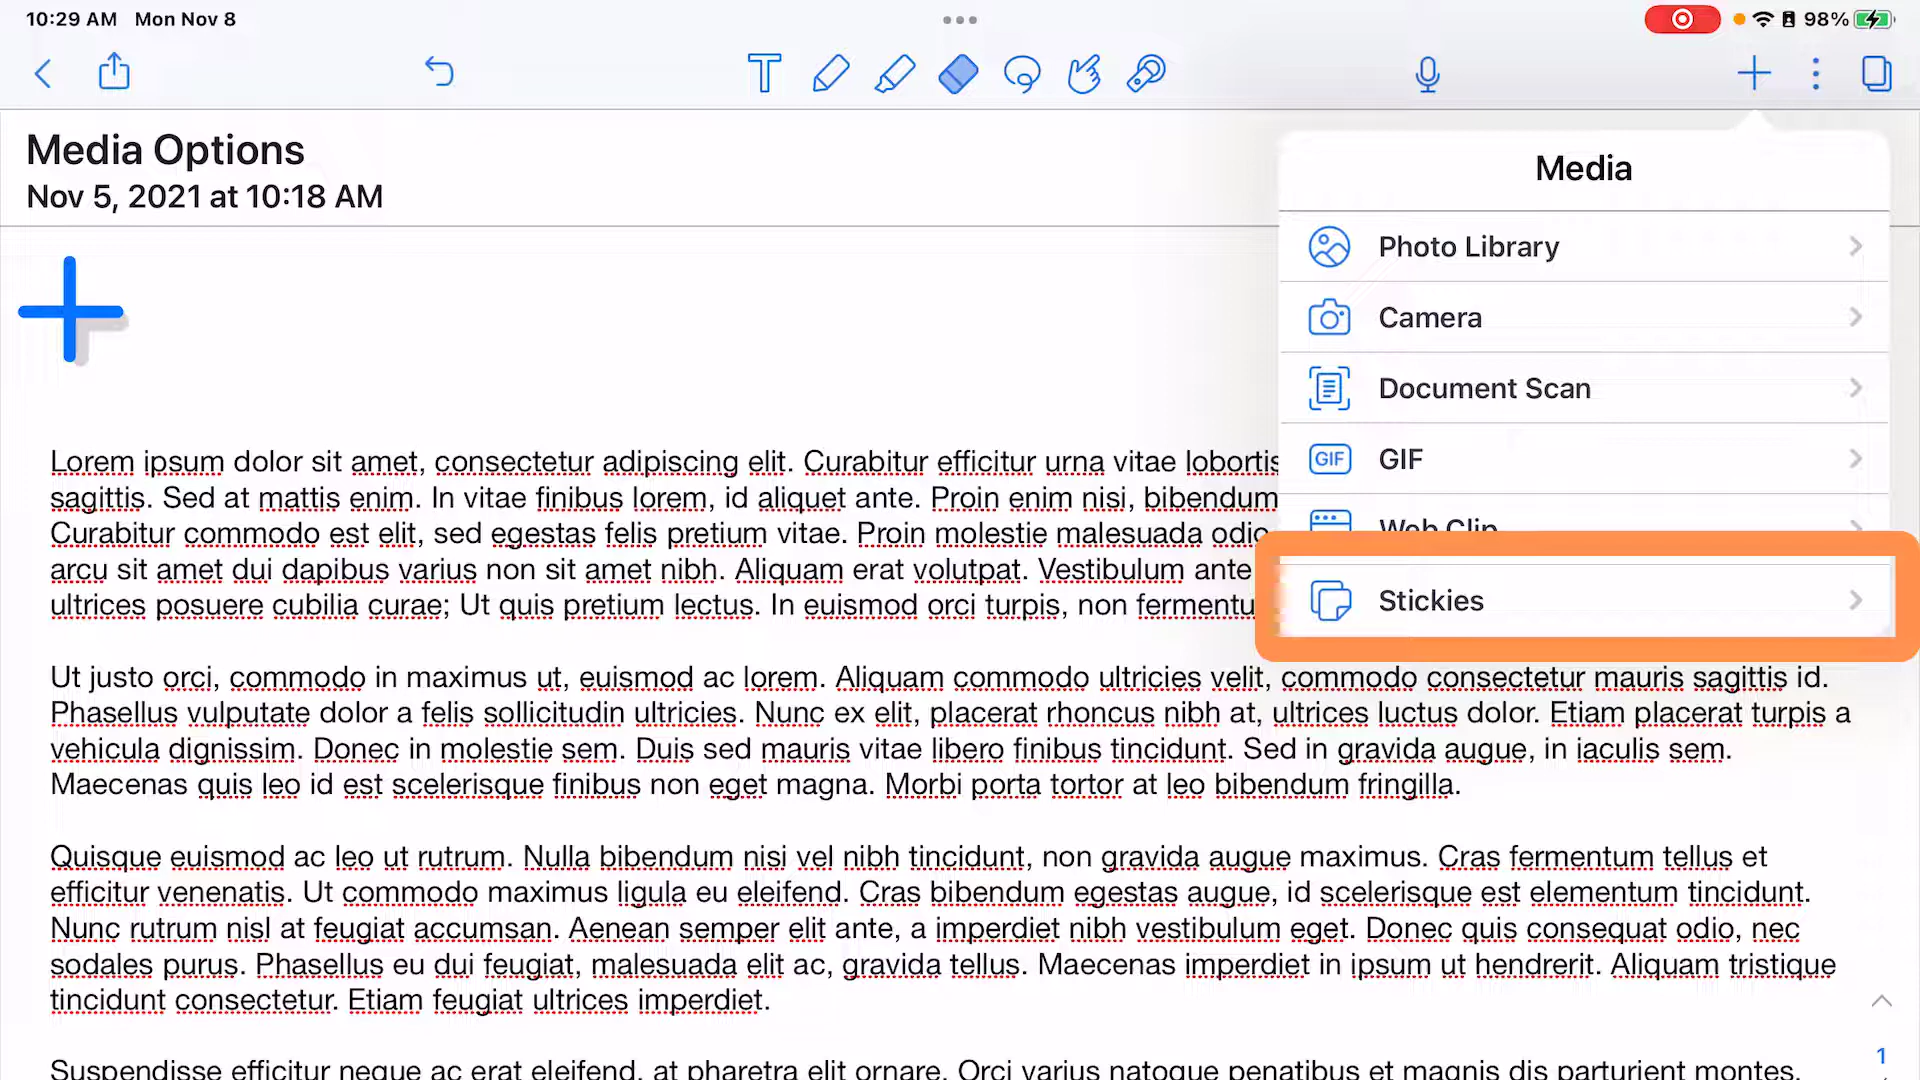 10:29 AM Mon Nov 8
98%
Media Options
Nov 5, 2021 at 10:18 AM
Media
Photo Library
Camera
Document Scan
GIF GIF
Web Clip
Stickies
Lorem ipsum dolor sit amet, consectetur adipiscing elit. Curabitur efficitur urna vitae lobortis
sagittis. Sed at mattis enim. In vitae finibus lorem, id aliquet ante. Proin enim nisi, bibendum
Curabitur commodo est elit, sed egestas felis pretium vitae. Proin molestie malesuada odio
arcu sit amet dui dapibus varius non sit amet nibh. Aliquam erat volutpat. Vestibulum ante
ultrices posuere cubilia curae; Ut quis pretium lectus. In euismod orci turpis, non fermentu
Ut justo orci, commodo in maximus ut, euismod ac lorem. Aliquam commodo ultricies velit, commodo consectetur mauris sagittis id.
Phasellus vulputate dolor a felis sollicitudin ultricies. Nunc ex elit, placerat rhoncus nibh at, ultrices luctus dolor. Etiam placerat turpis a
vehicula dignissim. Donec in molestie sem. Duis sed mauris vitae libero finibus tincidunt. Sed in gravida augue, in iaculis sem.
Maecenas quis leo id est scelerisque finibus non eget magna. Morbi porta tortor at leo bibendum fringilla.
Quisque euismod ac leo ut rutrum. Nulla bibendum nisi vel nibh tincidunt, non gravida augue maximus. Cras fermentum tellus et
efficitur venenatis. Ut commodo maximus ligula eu eleifend. Cras bibendum egestas augue, id scelerisque est elementum tincidunt.
Nunc rutrum nisl at feugiat accumsan. Aenean semper elit ante, a imperdiet nibh vestibulum eget. Donec quis consequat odio, nec
sodales purus. Phasellus eu dui feugiat, malesuada elit ac, gravida tellus. Maecenas imperdiet in ipsum ut hendrerit. Aliquam tristique
tincidunt consectetur. Etiam feugiat ultrices imperdiet.
Suspendisse efficitur neque ac erat eleifend, at pharetra elit ornare. Orci varius natoque penatibus et magnis dis parturient montes,
1